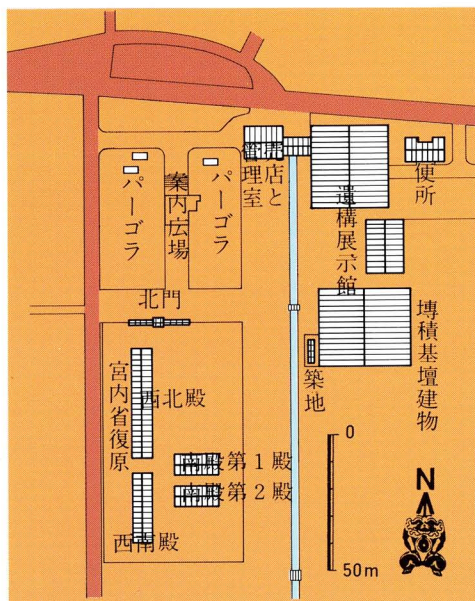 売店と
管理室
遺構展示館
便所
パーゴラ
案内広場
パーゴラ
北門
塼積基壇建物
築地
宮内省復原
西北殿
南殿第1殿
南殿第2殿
西南殿
0
50m
N